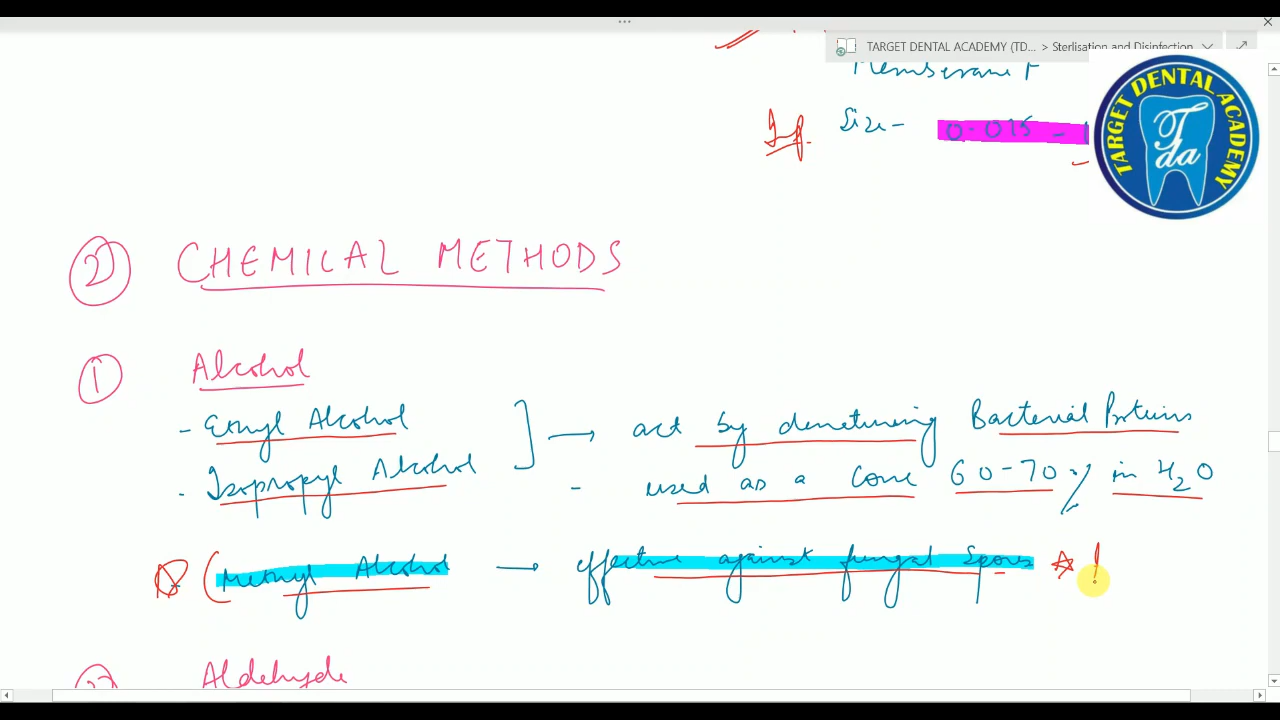 TARGET DENTAL ACADEMY (TD... > Sterlisation and Disinfection
Membrane F
Imp. Size - 0.015 -
TARGET DENTAL ACADEMY
Tda
2 CHEMICAL METHODS
1 Alcohol
- Ethyl Alcohol → act by denaturing Bacterial Proteins
- Isopropyl Alcohol - used as a conc 60-70% in H2O
(Methyl Alcohol → effective against fungal Spores ☆ !
Aldehyde